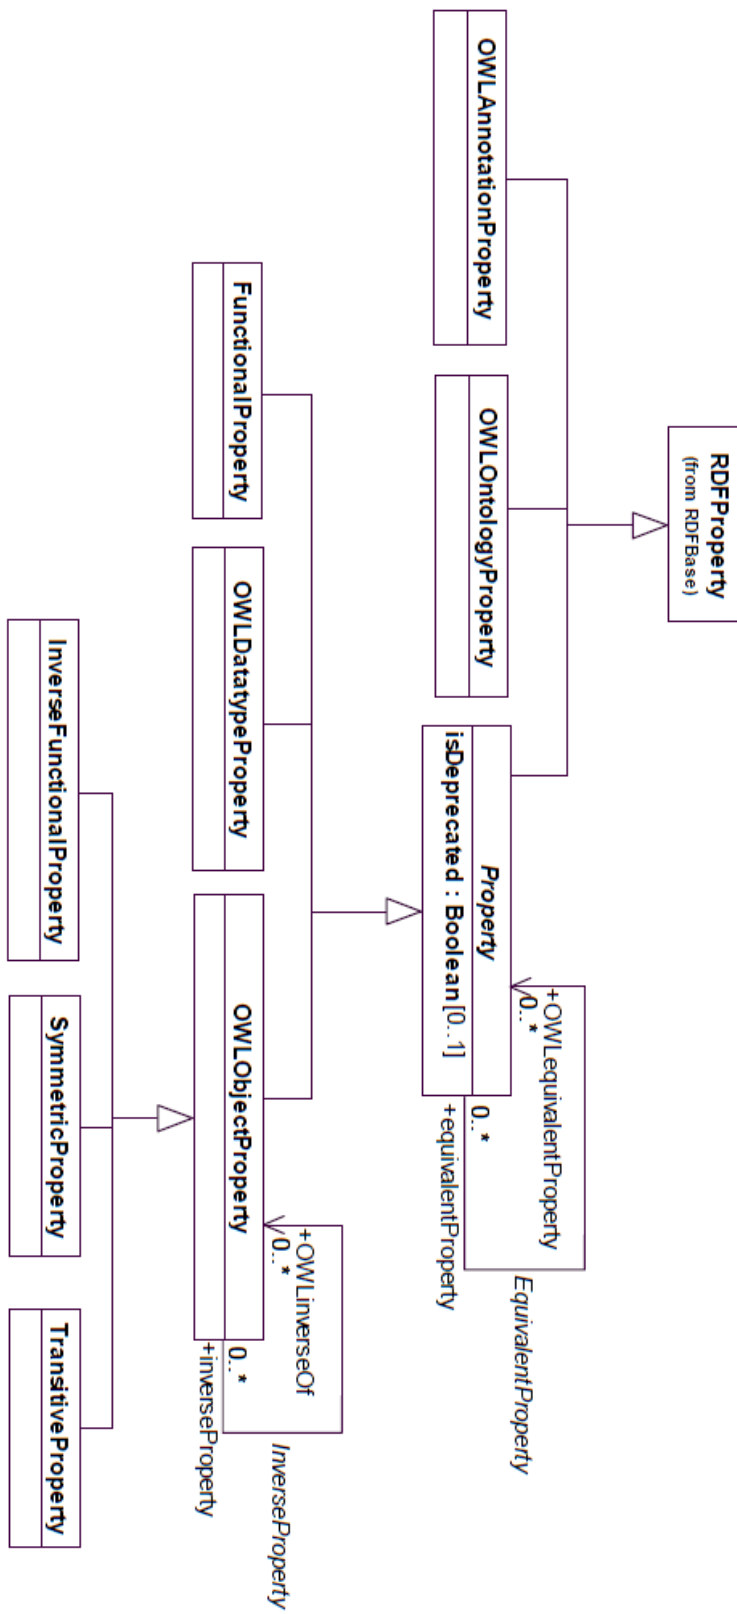 RDFProperty
(from RDFBase)
OWLAnnotationProperty
OWLOntologyProperty
Property
isDeprecated : Boolean[0..1]
+OWLequivalentProperty
0..*
0..*
+equivalentProperty
EquivalentProperty
FunctionalProperty
OWLDatatypeProperty
OWLObjectProperty
+OWLinverseOf
0..*
0..*
+inverseProperty
InverseProperty
InverseFunctionalProperty
SymmetricProperty
TransitiveProperty